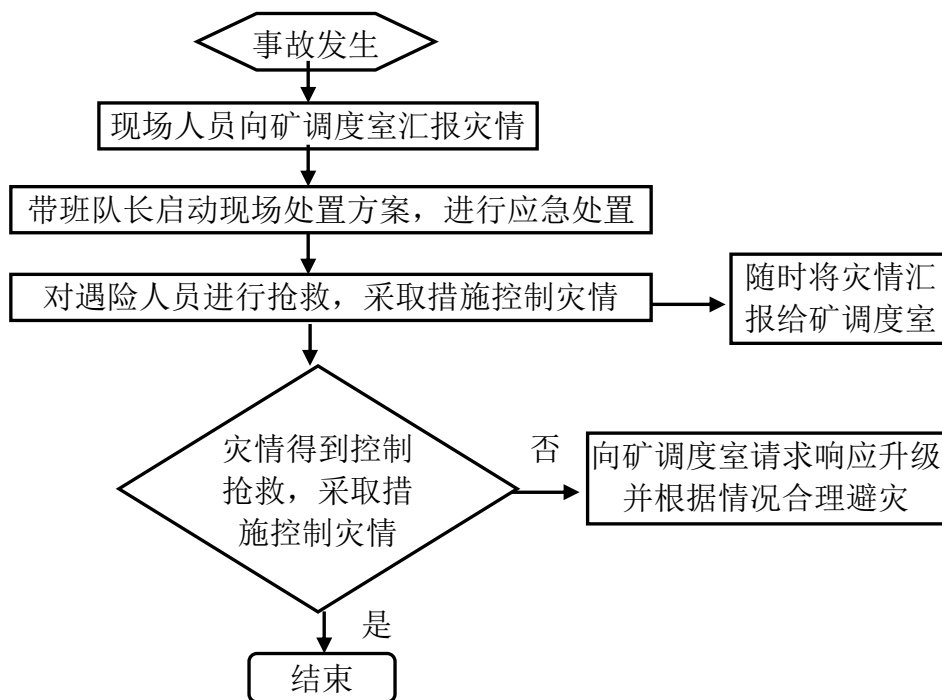 事故发生
现场人员向矿调度室汇报灾情
带班队长启动现场处置方案，进行应急处置
对遇险人员进行抢救，采取措施控制灾情
随时将灾情汇
报给矿调度室
灾情得到控制
抢救，采取措
施控制灾情
否
向矿调度室请求响应升级
并根据情况合理避灾
是
结束